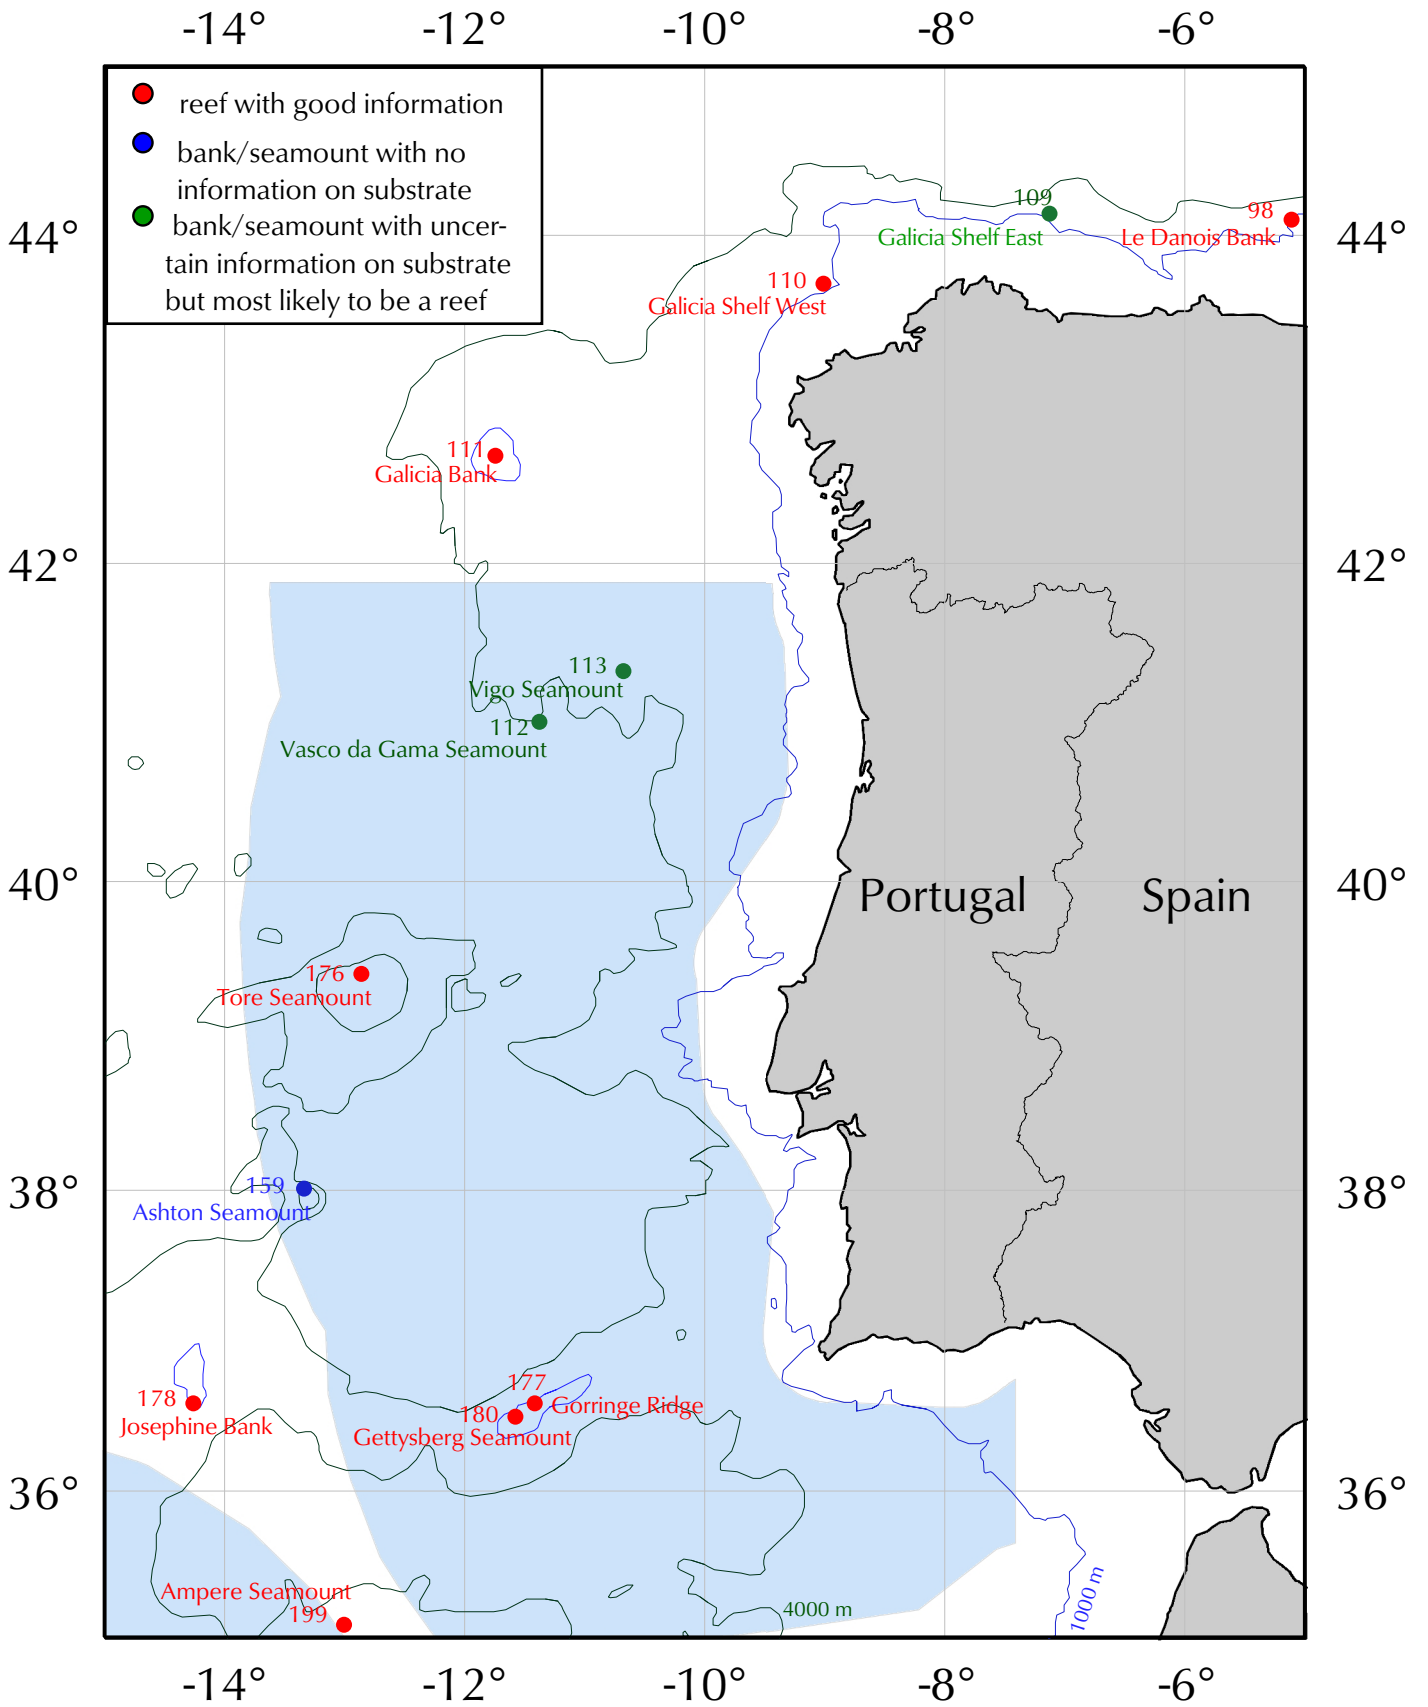 -14° -12° -10° -8° -6°
reef with good information
bank/seamount with no
information on substrate
bank/seamount with uncer-
tain information on substrate
but most likely to be a reef
109
98
44° Galicia Shelf East Le Danois Bank 44°
110
Galicia Shelf West
111
Galicia Bank
42° 42°
113
Vigo Seamount
112
Vasco da Gama Seamount
40° Portugal Spain 40°
176
Tore Seamount
38° 159 38°
Ashton Seamount
177
178 180 Gorringe Ridge
Josephine Bank Gettysberg Seamount
36° 36°
Ampere Seamount
199 4000 m 1000 m
-14° -12° -10° -8° -6°